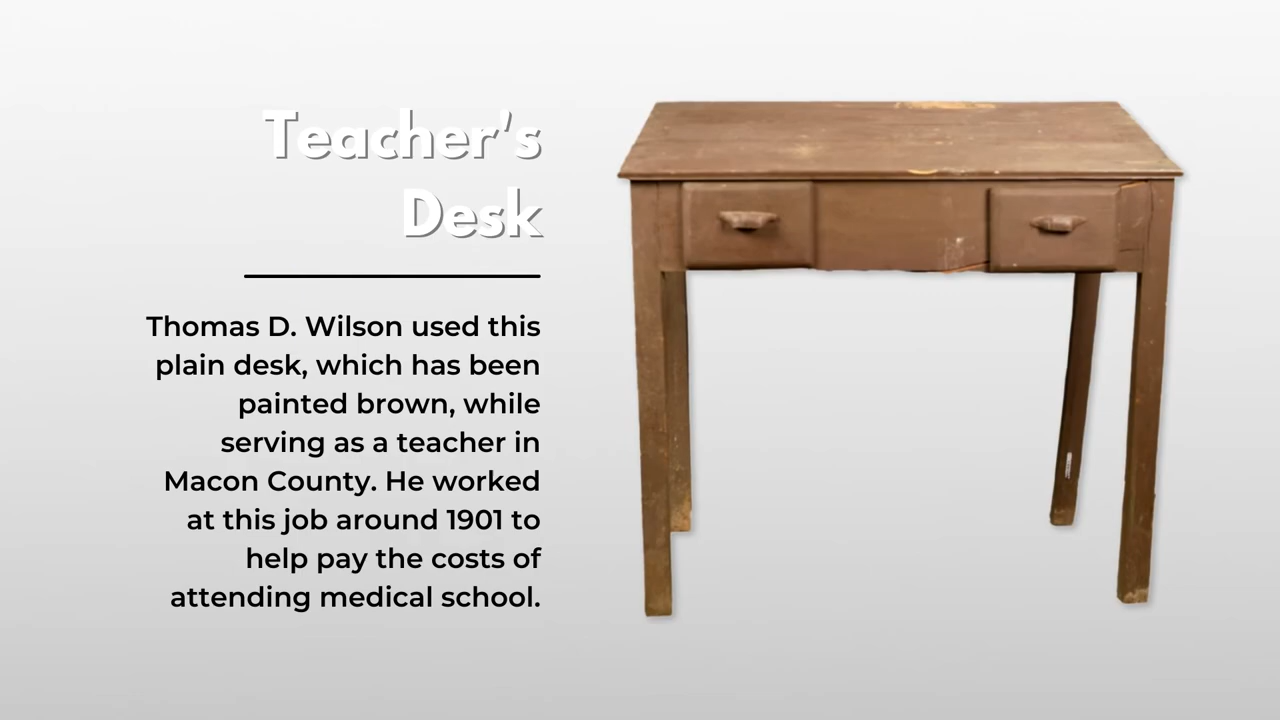 Teacher's
Desk
Thomas D. Wilson used this
plain desk, which has been
painted brown, while
serving as a teacher in
Macon County. He worked
at this job around 1901 to
help pay the costs of
attending medical school.